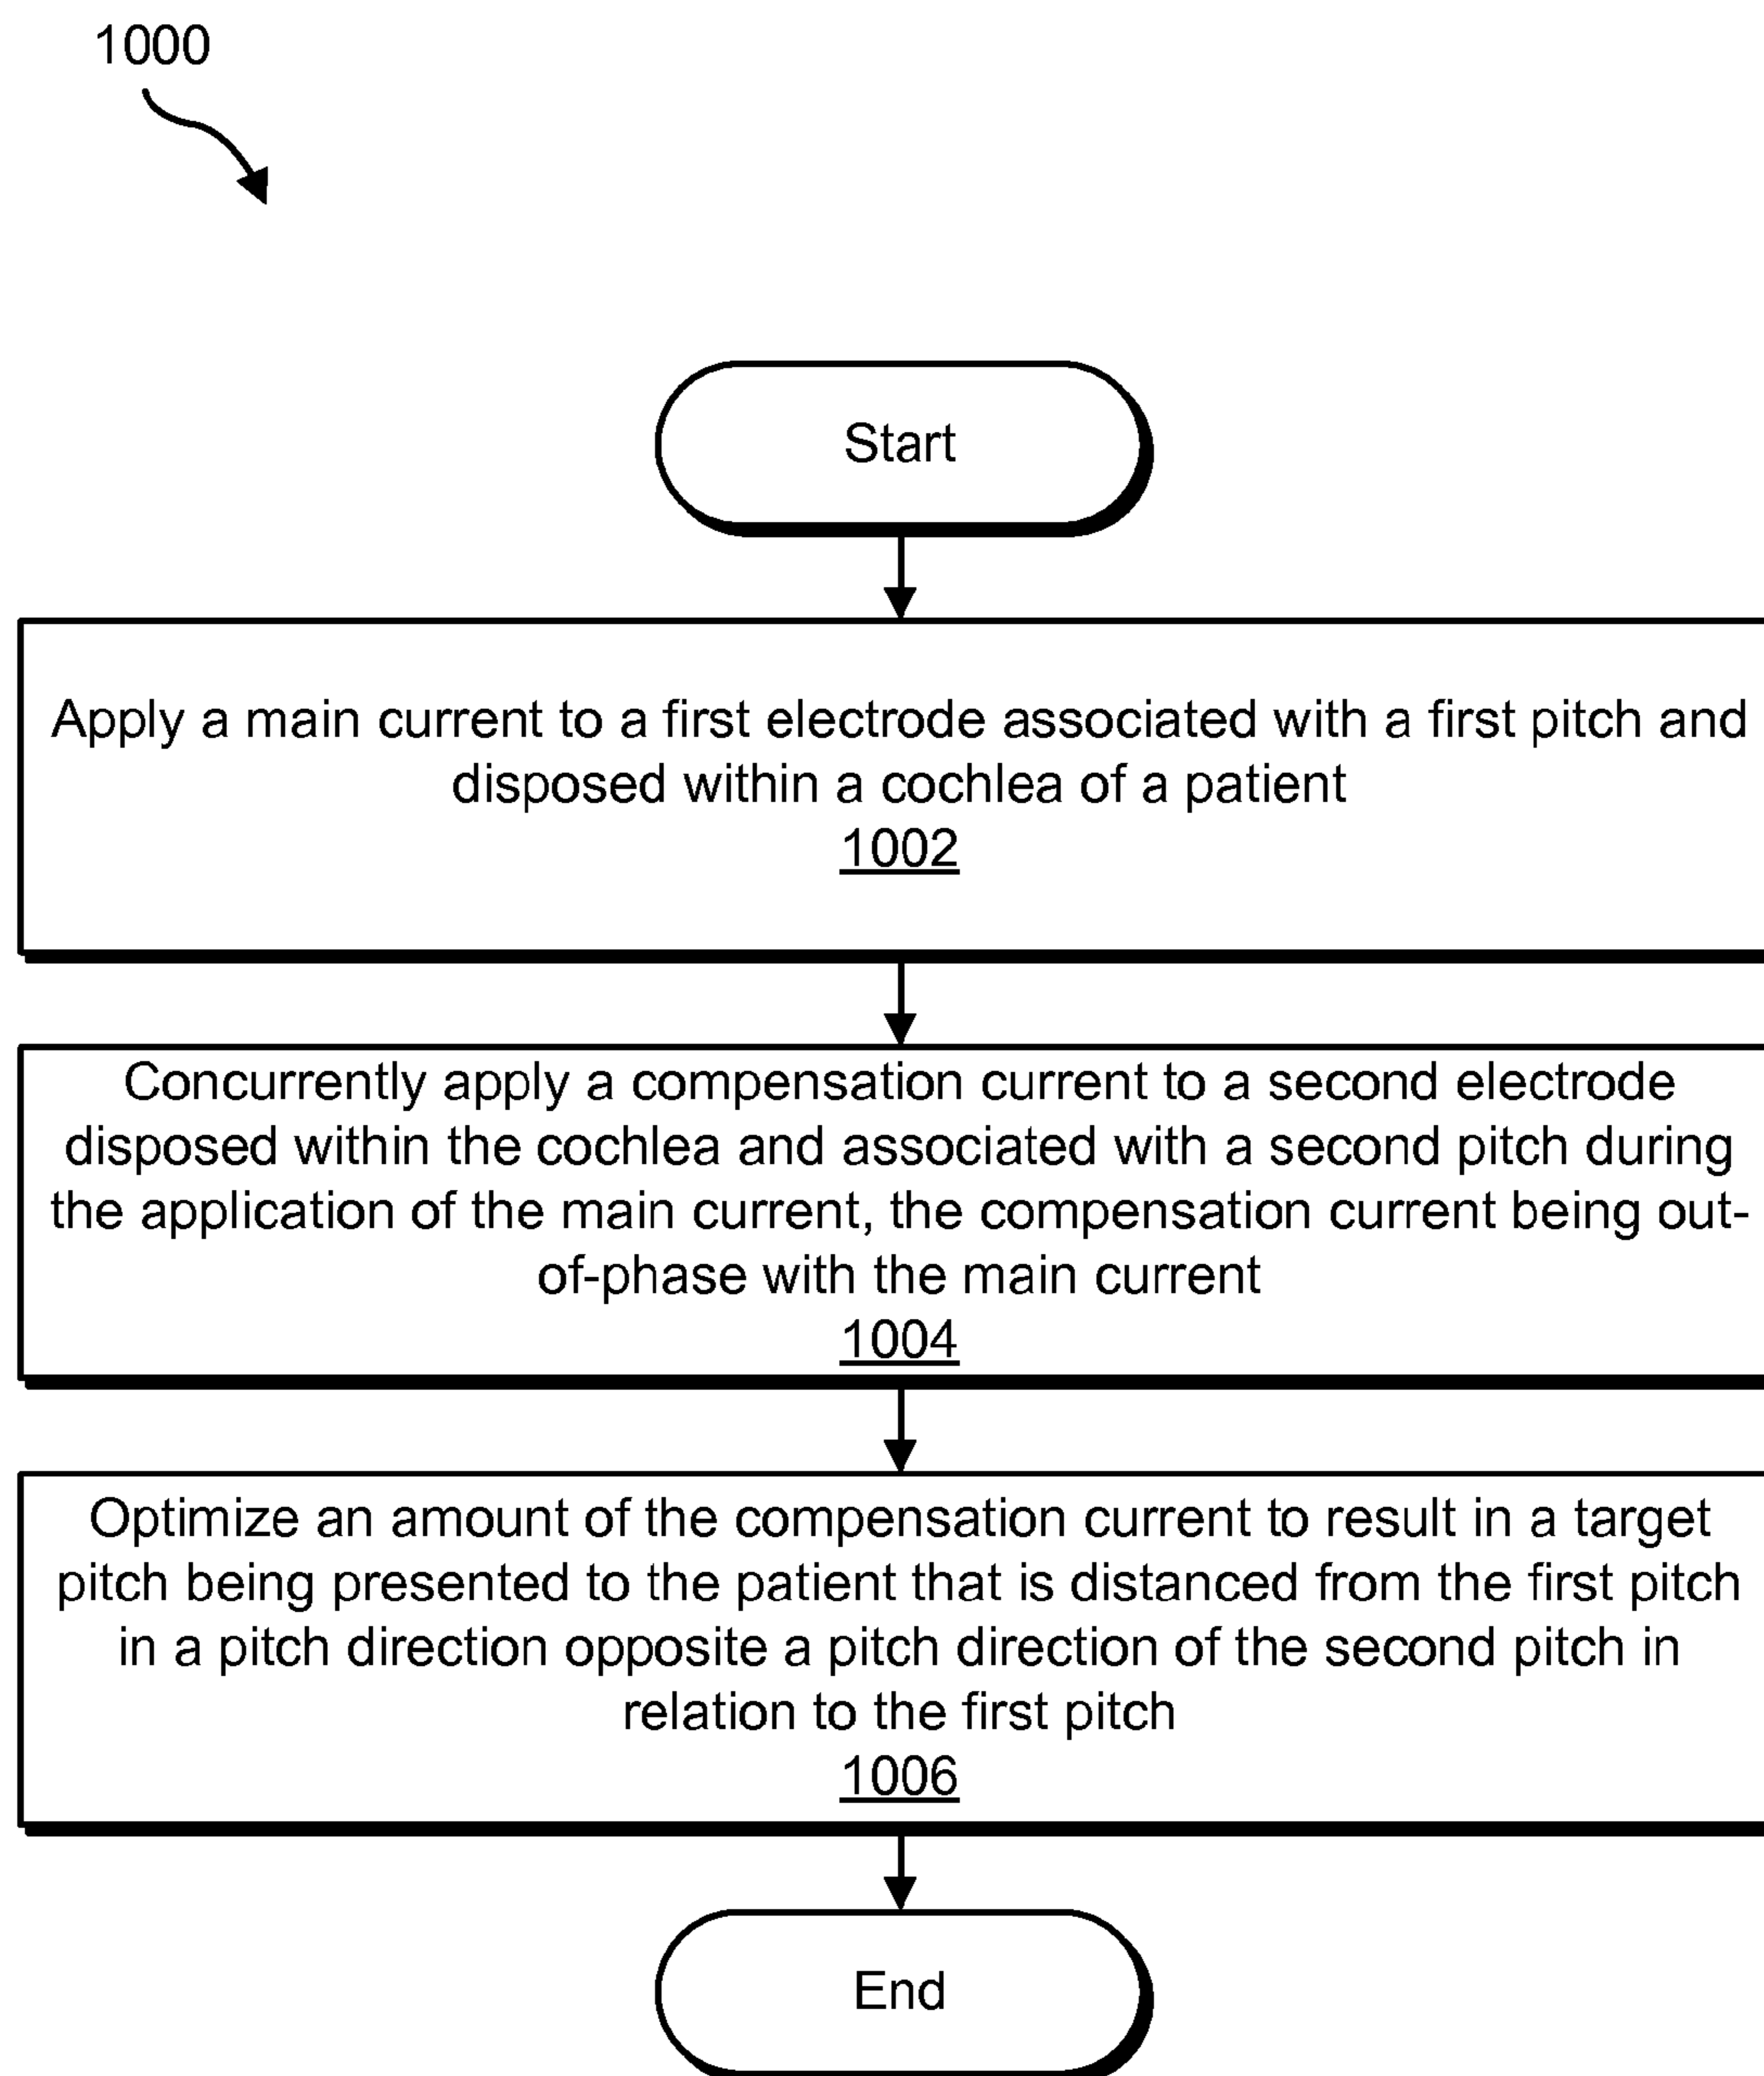 1000
Start
Apply a main current to a first electrode associated with a first pitch and
disposed within a cochlea of a patient
1002
Concurrently apply a compensation current to a second electrode
disposed within the cochlea and associated with a second pitch during
the application of the main current, the compensation current being out-
of-phase with the main current
1004
Optimize an amount of the compensation current to result in a target
pitch being presented to the patient that is distanced from the first pitch
in a pitch direction opposite a pitch direction of the second pitch in
relation to the first pitch
1006
End